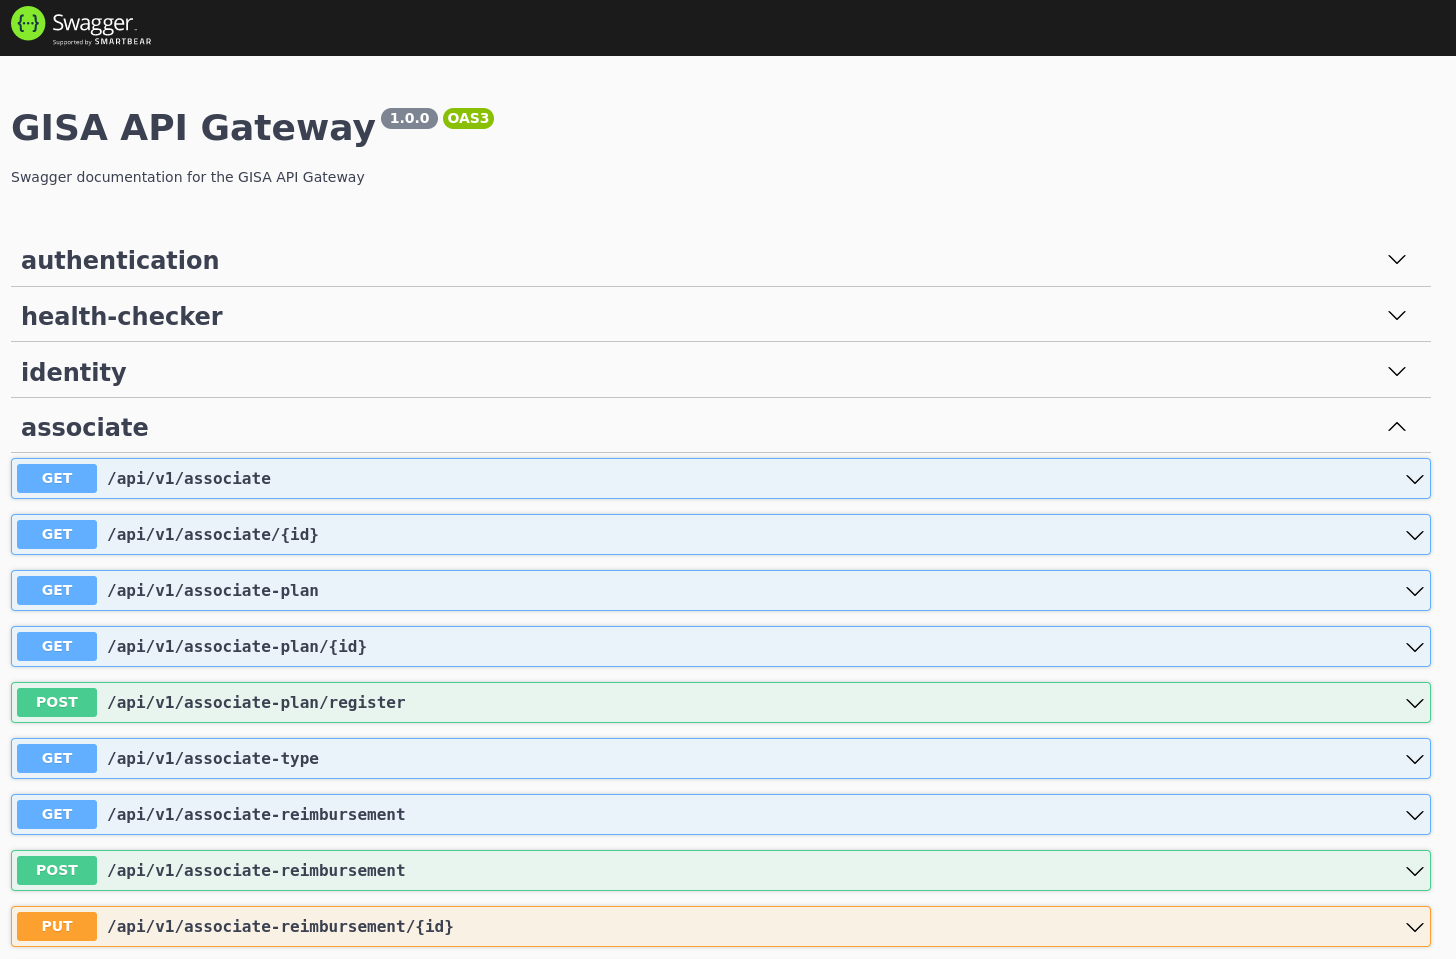 Swagger
Supported by SMARTBEAR
GISA API Gateway 1.0.0 OAS3
Swagger documentation for the GISA API Gateway
authentication
health-checker
identity
associate
GET /api/v1/associate
GET /api/v1/associate/{id}
GET /api/v1/associate-plan
GET /api/v1/associate-plan/{id}
POST /api/v1/associate-plan/register
GET /api/v1/associate-type
GET /api/v1/associate-reimbursement
POST /api/v1/associate-reimbursement
PUT /api/v1/associate-reimbursement/{id}